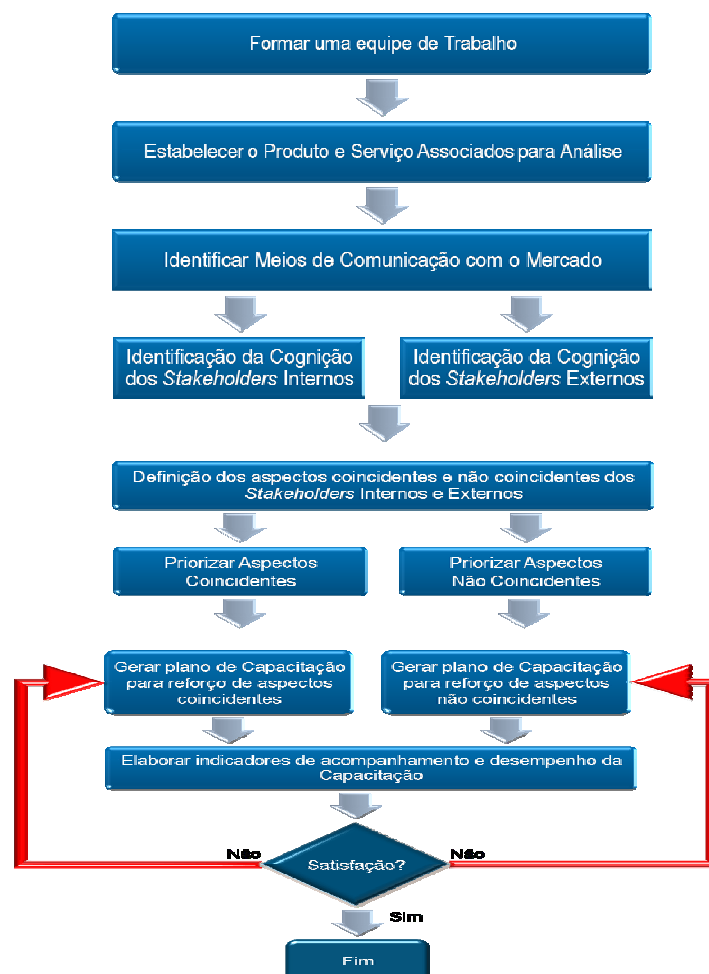 Formar uma equipe de Trabalho
Estabelecer o Produto e Serviço Associados para Análise
Identificar Meios de Comunicação com o Mercado
Identificação da Cognição
dos Stakeholders Internos
Identificação da Cognição
dos Stakeholders Externos
Definição dos aspectos coincidentes e não coincidentes dos
Stakeholders Internos e Externos
Priorizar Aspectos
Coincidentes
Priorizar Aspectos
Não Coincidentes
Gerar plano de Capacitação
para reforço de aspectos
coincidentes
Gerar plano de Capacitação
para reforço de aspectos
não coincidentes
Elaborar indicadores de acompanhamento e desempenho da
Capacitação
Não
Satisfação?
Não
Sim
Fim